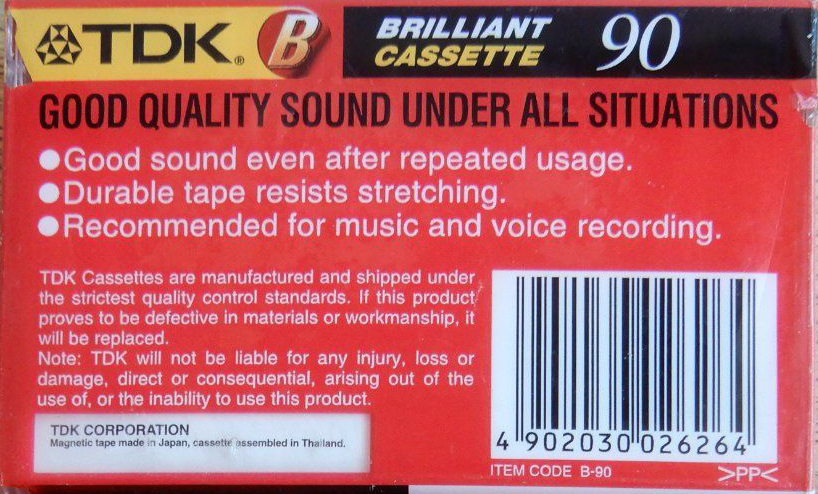 TDK® B BRILLIANT CASSETTE 90
GOOD QUALITY SOUND UNDER ALL SITUATIONS
●Good sound even after repeated usage.
●Durable tape resists stretching.
●Recommended for music and voice recording.
TDK Cassettes are manufactured and shipped under
the strictest quality control standards. If this product
proves to be defective in materials or workmanship, it
will be replaced.
Note: TDK will not be liable for any injury, loss or
damage, direct or consequential, arising out of the
use of, or the inability to use this product.
TDK CORPORATION
Magnetic tape made in Japan, cassette assembled in Thailand.
4 902030 026264
ITEM CODE B-90
>PP<